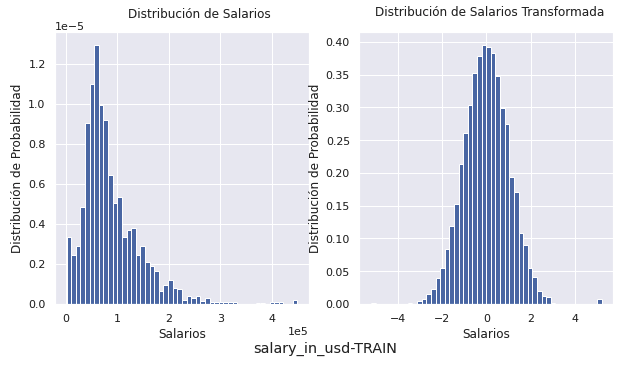 Distribución de Salarios
1e−5
1.2
1.0
0.8
0.6
0.4
0.2
0.0
0
1
2
3
4
1e5
Distribución de Probabilidad
Salarios
Distribución de Salarios Transformada
0.40
0.35
0.30
0.25
0.20
0.15
0.10
0.05
0.00
−4
−2
0
2
4
Distribución de Probabilidad
Salarios
salary_in_usd-TRAIN